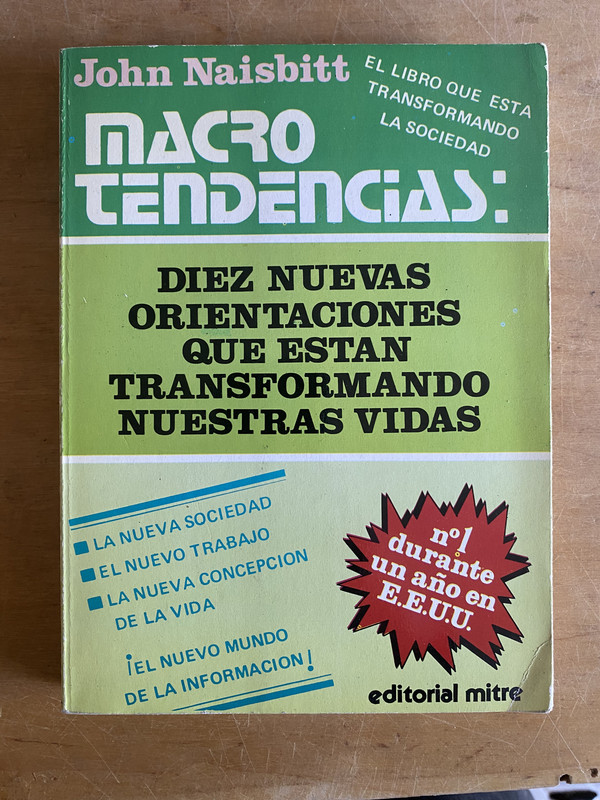 John Naisbitt
EL LIBRO QUE ESTA
TRANSFORMANDO
LA SOCIEDAD
MACRO
TENDENCIAS:
DIEZ NUEVAS
ORIENTACIONES
QUE ESTAN
TRANSFORMANDO
NUESTRAS VIDAS
LA NUEVA SOCIEDAD
EL NUEVO TRABAJO
LA NUEVA CONCEPCION
DE LA VIDA
¡EL NUEVO MUNDO
DE LA INFORMACION!
nº1
durante
un año en
E.E.U.U.
editorial mitre